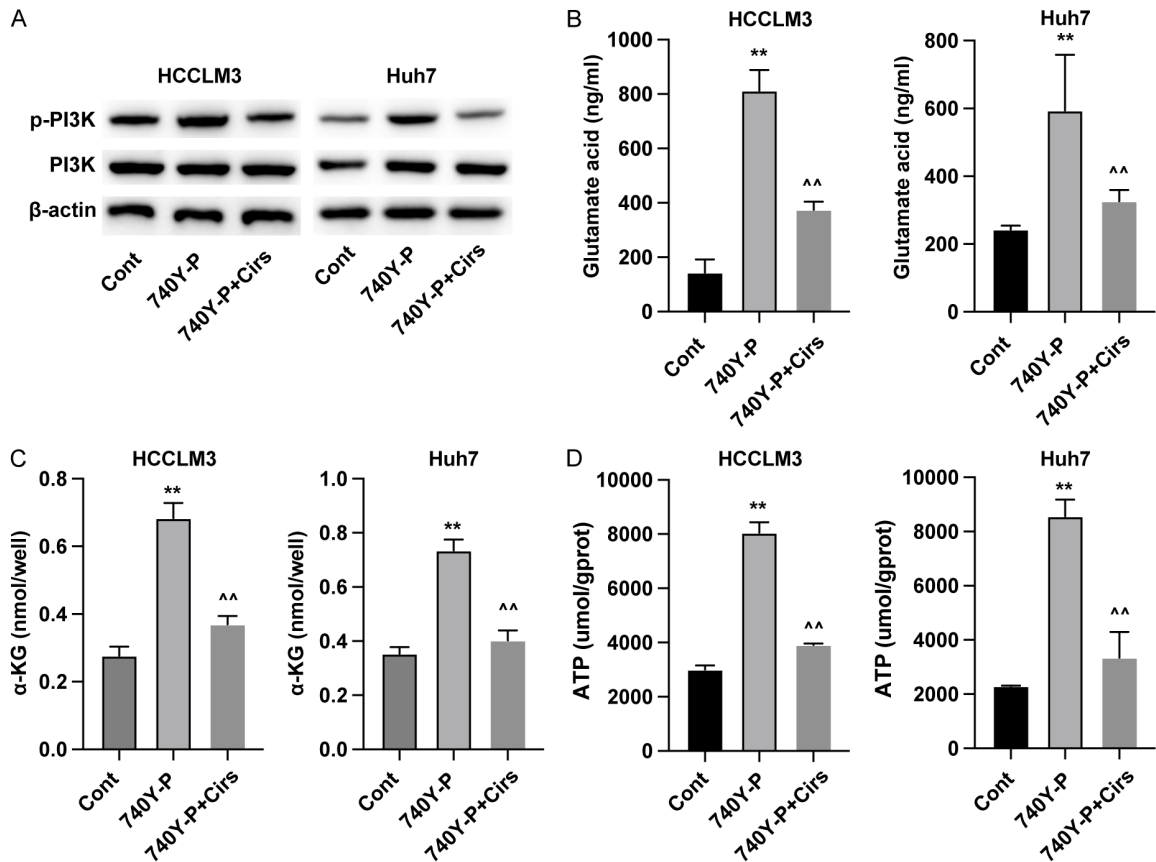 A
HCCLM3
Huh7
p-PI3K
PI3K
β-actin
Cont
740Y-P
740Y-P+Cirs
Cont
740Y-P
740Y-P+Cirs
B
HCCLM3
Glutamate acid (ng/ml)
1000
800
600
400
200
0
**
^^
Cont
740Y-P
740Y-P+Cirs
Huh7
Glutamate acid (ng/ml)
800
600
400
200
0
**
^^
Cont
740Y-P
740Y-P+Cirs
C
HCCLM3
α-KG (nmol/well)
0.8
0.6
0.4
0.2
0.0
**
^^
Cont
740Y-P
740Y-P+Cirs
Huh7
α-KG (nmol/well)
1.0
0.8
0.6
0.4
0.2
0.0
**
^^
Cont
740Y-P
740Y-P+Cirs
D
HCCLM3
ATP (umol/gprot)
10000
8000
6000
4000
2000
0
**
^^
Cont
740Y-P
740Y-P+Cirs
Huh7
ATP (umol/gprot)
10000
8000
6000
4000
2000
0
**
^^
Cont
740Y-P
740Y-P+Cirs